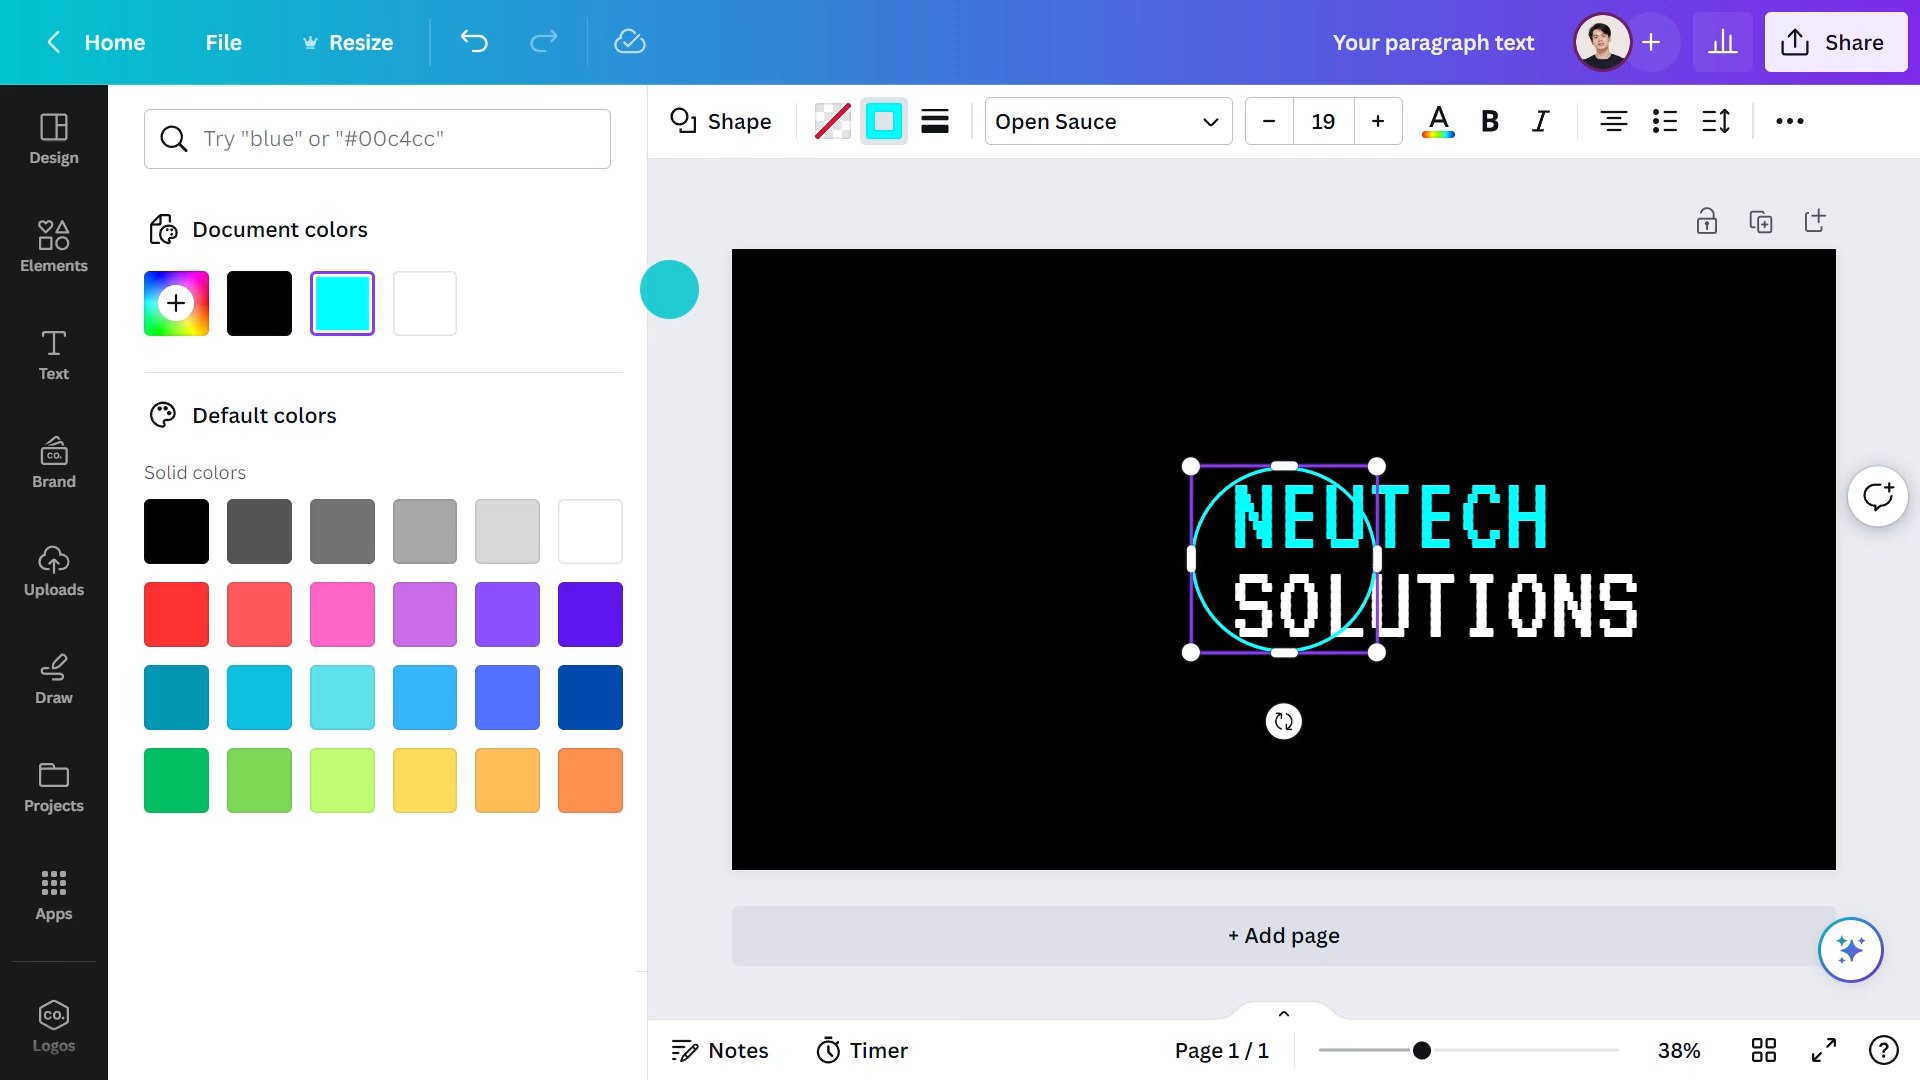 Home
File
Resize
Your paragraph text
Share
Design
Elements
Text
Brand
Uploads
Draw
Projects
Apps
Logos
co.
co.
Try "blue" or "#00c4cc"
Document colors
Default colors
Solid colors
Shape
Open Sauce
19
A
B
I
NEUTECH
SOLUTIONS
+ Add page
Notes
Timer
Page 1 / 1
38%